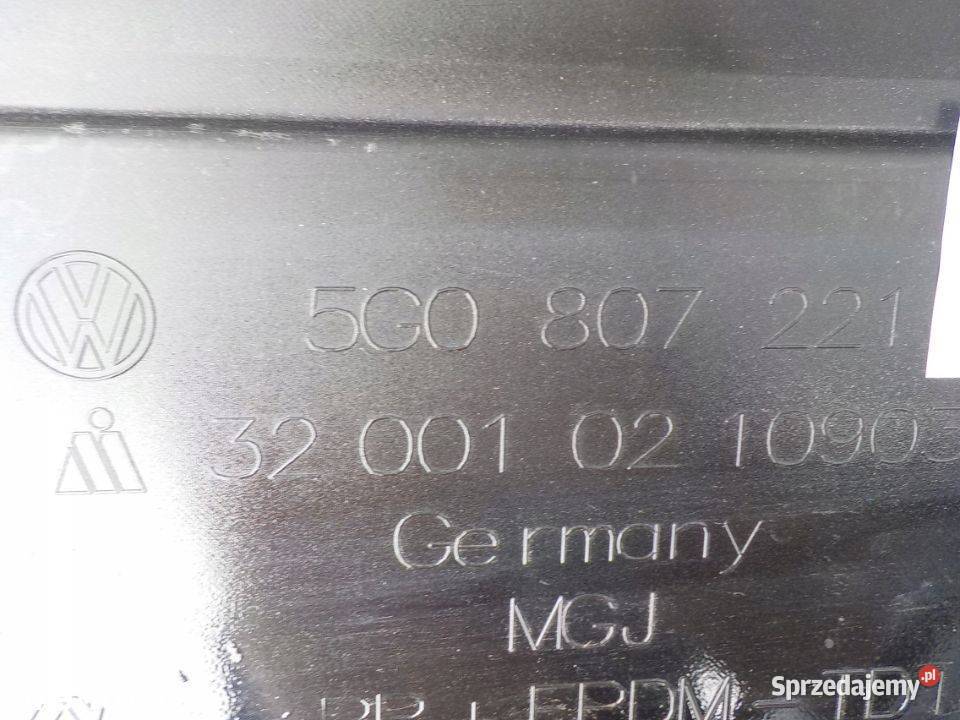 5G0 807 221
32 001 02 10903
Germany
MGJ
Sprzedajemy.pl